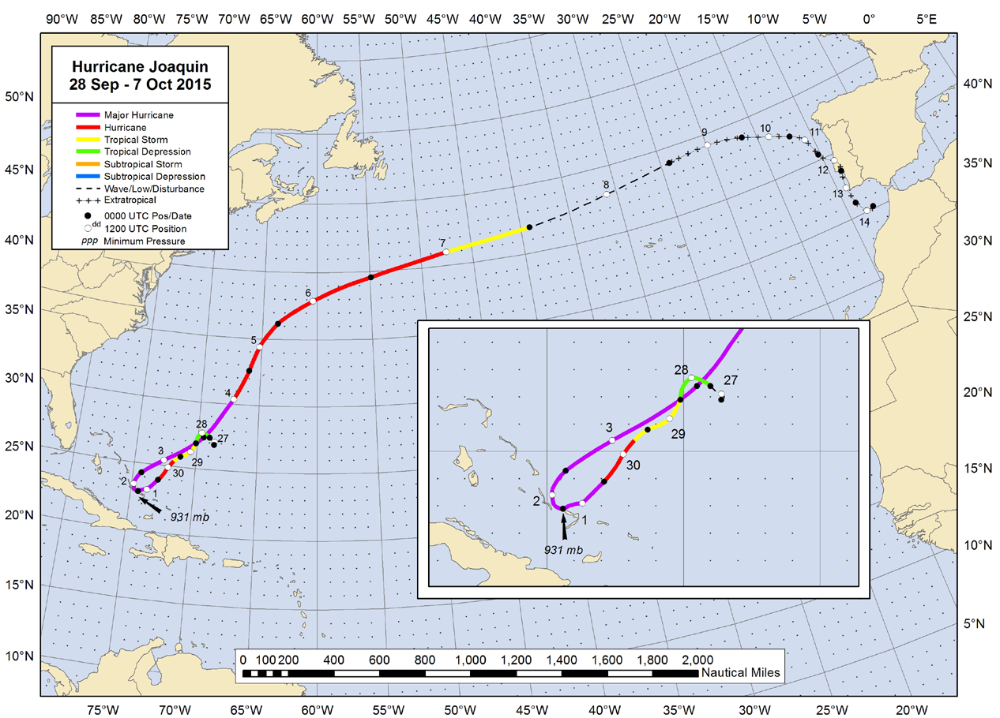 90°W 85°W 80°W 75°W 70°W 65°W 60°W 55°W 50°W 45°W 40°W 35°W 30°W 25°W 20°W 15°W 10°W 5°W 0° 5°E
Hurricane Joaquin
28 Sep - 7 Oct 2015
Major Hurricane
Hurricane
Tropical Storm
Tropical Depression
Subtropical Storm
Subtropical Depression
Wave/Low/Disturbance
Extratropical
0000 UTC Pos/Date
dd 1200 UTC Position
ppp Minimum Pressure
50°N
45°N
40°N
35°N
30°N
25°N
20°N
15°N
10°N
40°N
35°N
30°N
25°N
20°N
15°N
10°N
5°N
9
10
11
12
13
14
8
7
6
5
4
28
27
3
29
30
2
1
931 mb
28
27
3
29
30
2
1
931 mb
0 100 200 400 600 800 1,000 1,200 1,400 1,600 1,800 2,000
Nautical Miles
75°W 70°W 65°W 60°W 55°W 50°W 45°W 40°W 35°W 30°W 25°W 20°W